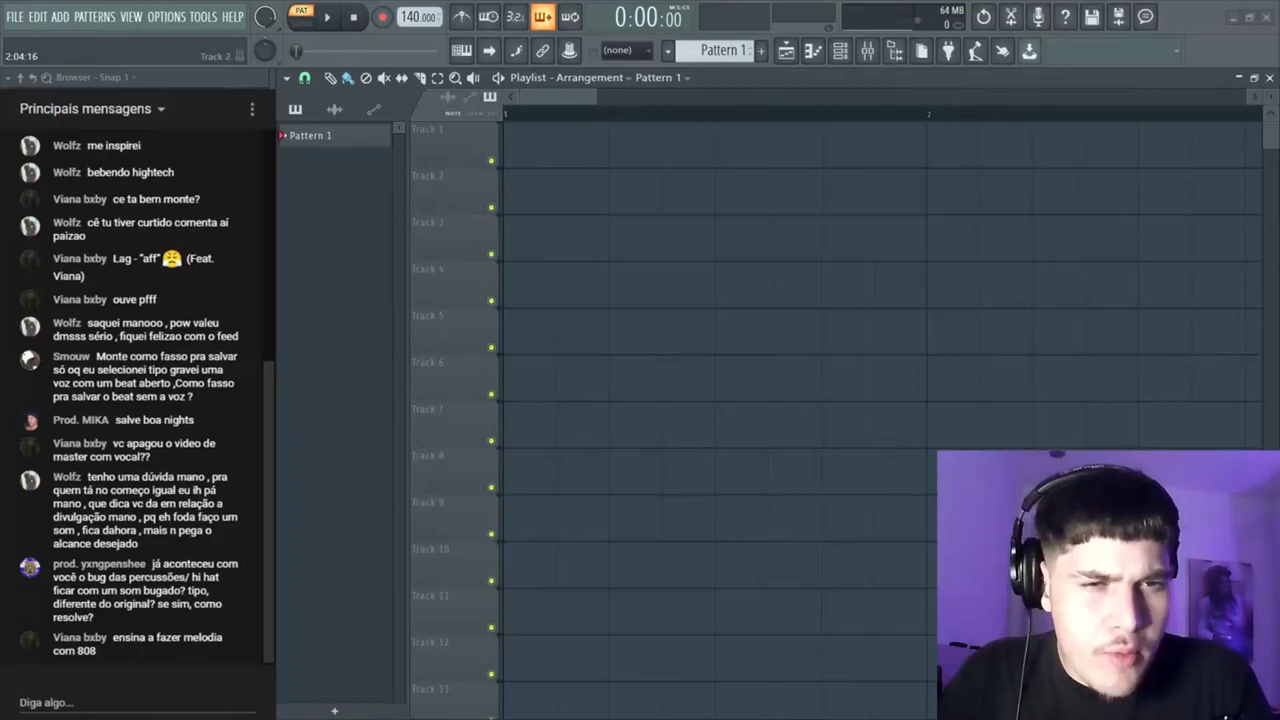 FILE EDIT ADD PATTERNS VIEW OPTIONS TOOLS HELP
PAT
140.000
3.2
0:00:00
M:S:CS
64 MB
0
2:04:16
Track 2
(none)
Pattern 1
Browser - Snap 1
Playlist - Arrangement
Pattern 1
Principais mensagens
NOTE
1
2
Pattern 1
Track 1
Track 2
Track 3
Track 4
Track 5
Track 6
Track 7
Track 8
Track 9
Track 10
Track 11
Track 12
Track 13
Wolfz me inspirei
Wolfz bebendo hightech
Viana bxby ce ta bem monte?
Wolfz cê tu tiver curtido comenta aí
paizao
Viana bxby Lag - "aff" 😤 (Feat.
Viana)
Viana bxby ouve pfff
Wolfz saquei manooo , pow valeu
dmsss sério , fiquei felizao com o feed
Smouw Monte como fasso pra salvar
só oq eu selecionei tipo gravei uma
voz com um beat aberto ,Como fasso
pra salvar o beat sem a voz ?
Prod. MIKA salve boa nights
Viana bxby vc apagou o video de
master com vocal??
Wolfz tenho uma dúvida mano , pra
quem tá no começo igual eu ih pá
mano , que dica vc da em relação a
divulgação mano , pq eh foda faço um
som , fica dahora , mais n pega o
alcance desejado
prod. yxngpenshee já aconteceu com
você o bug das percussões/ hi hat
ficar com um som bugado? tipo,
diferente do original? se sim, como
resolve?
Viana bxby ensina a fazer melodia
com 808
Diga algo...